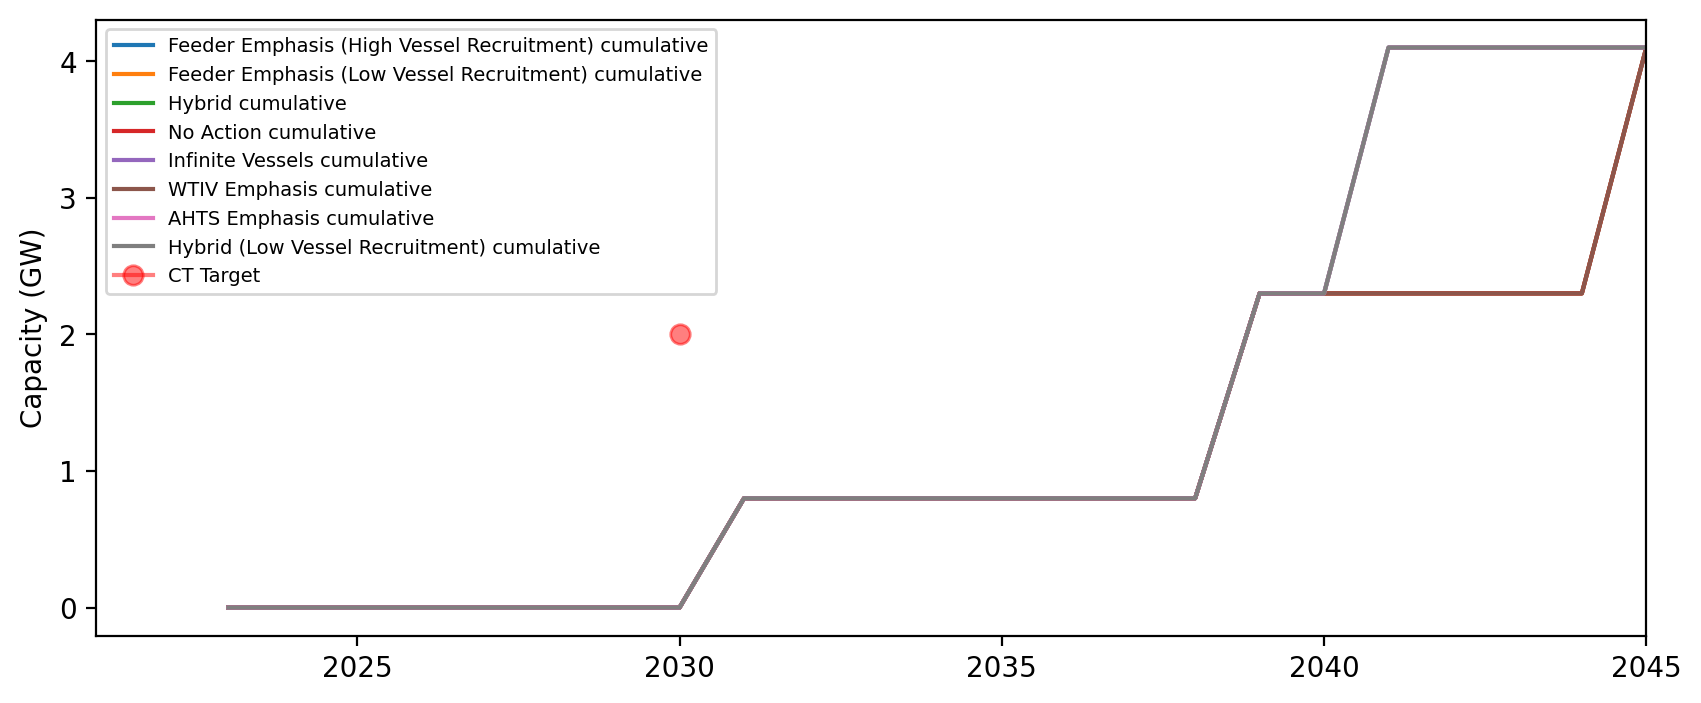 Feeder Emphasis (High Vessel Recruitment) cumulative
Feeder Emphasis (Low Vessel Recruitment) cumulative
Hybrid cumulative
No Action cumulative
Infinite Vessels cumulative
WTIV Emphasis cumulative
AHTS Emphasis cumulative
Hybrid (Low Vessel Recruitment) cumulative
CT Target
Capacity (GW)
4
3
2
1
0
2025 2030 2035 2040 2045